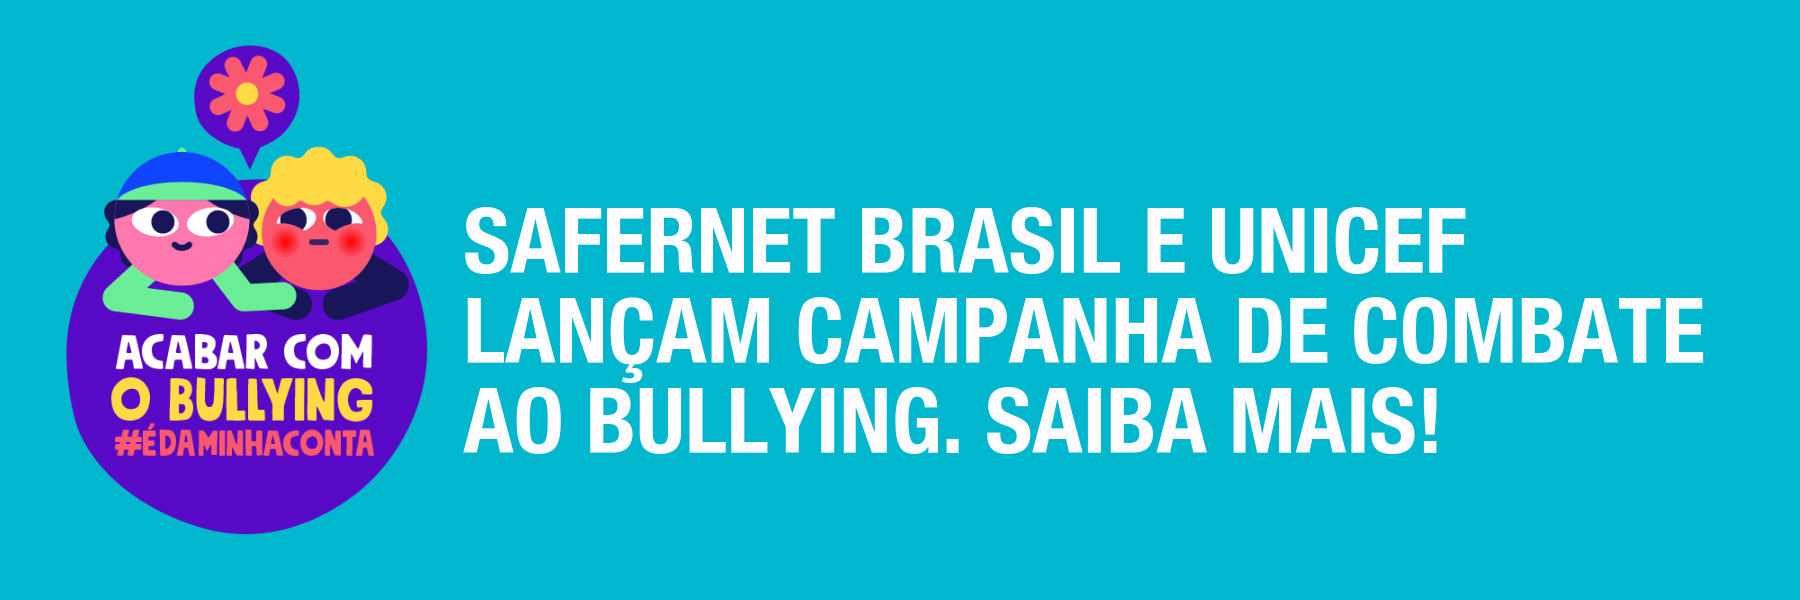 ACABAR COM
O BULLYING
#ÉDAMINHACONTA
SAFERNET BRASIL E UNICEF
LANÇAM CAMPANHA DE COMBATE
AO BULLYING. SAIBA MAIS!